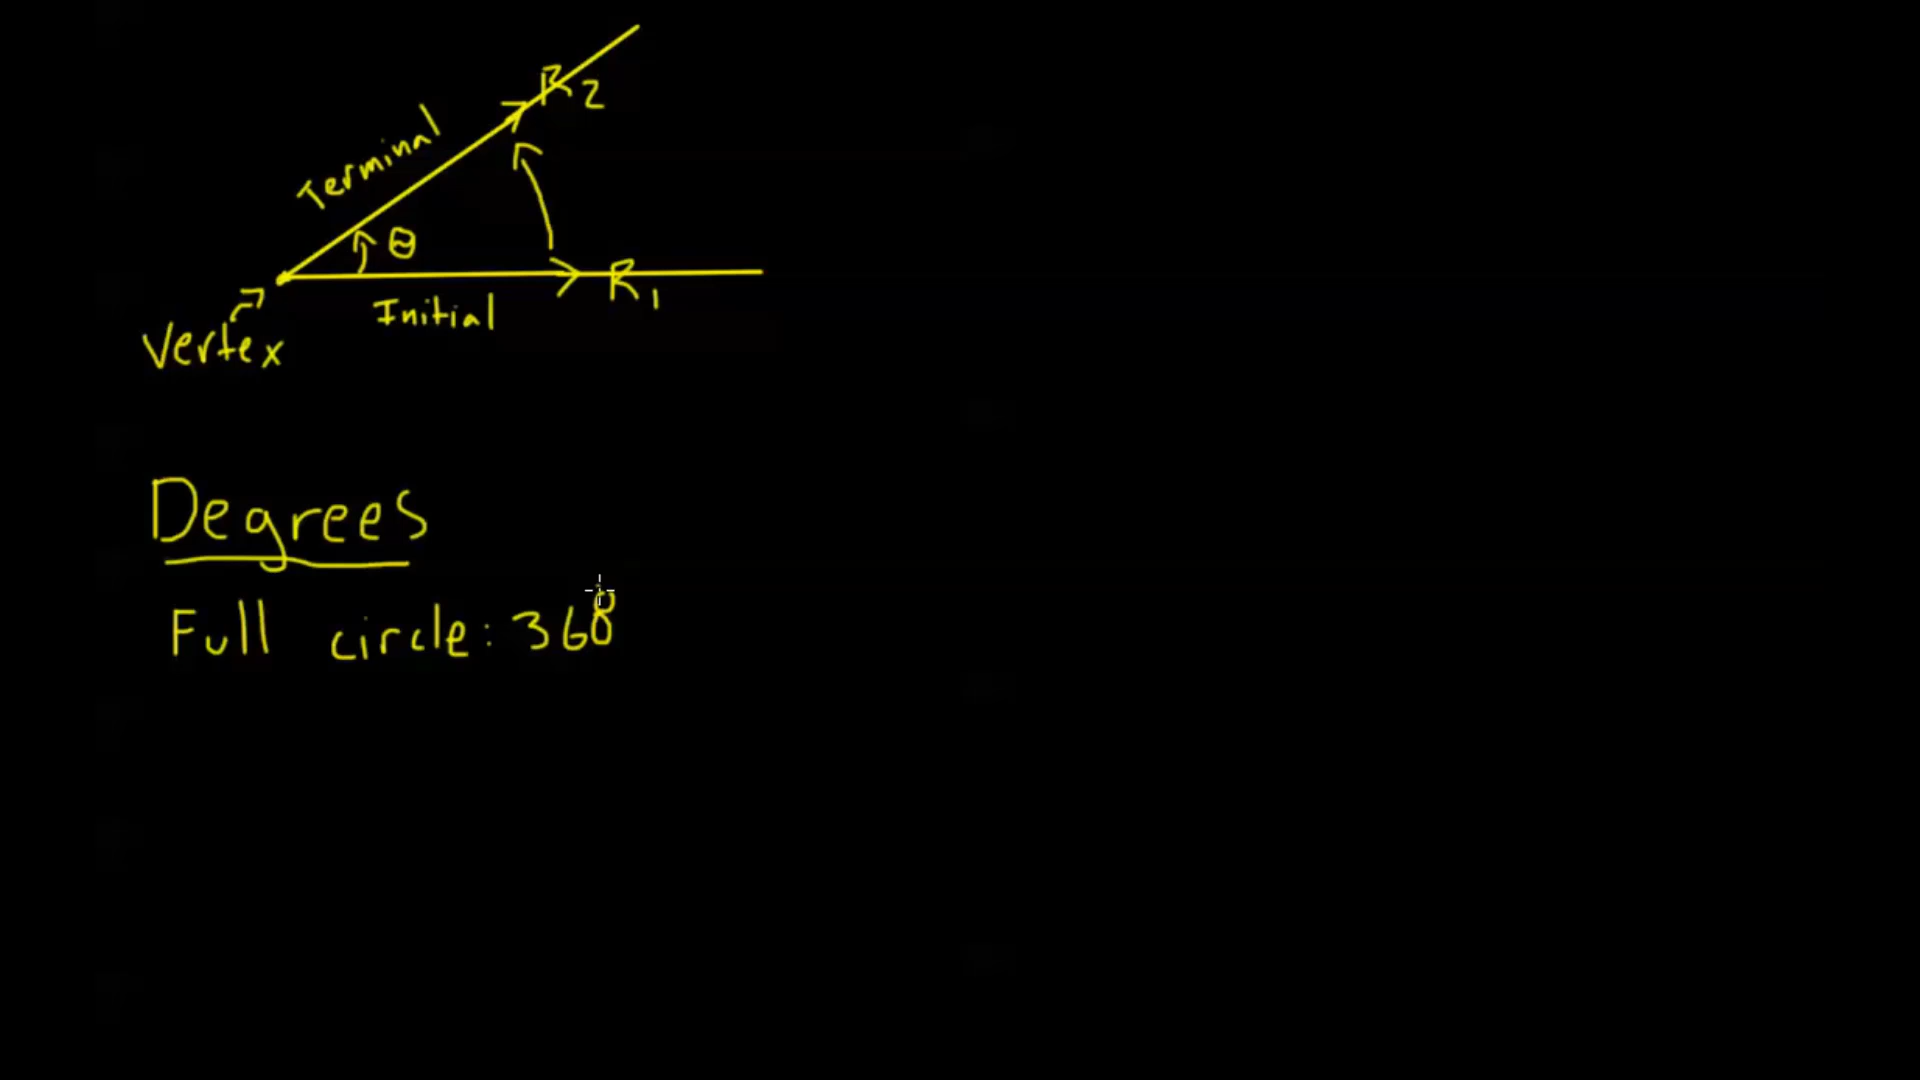 R2
Terminal
θ
R1
Initial
Vertex
Degrees
Full circle: 360°